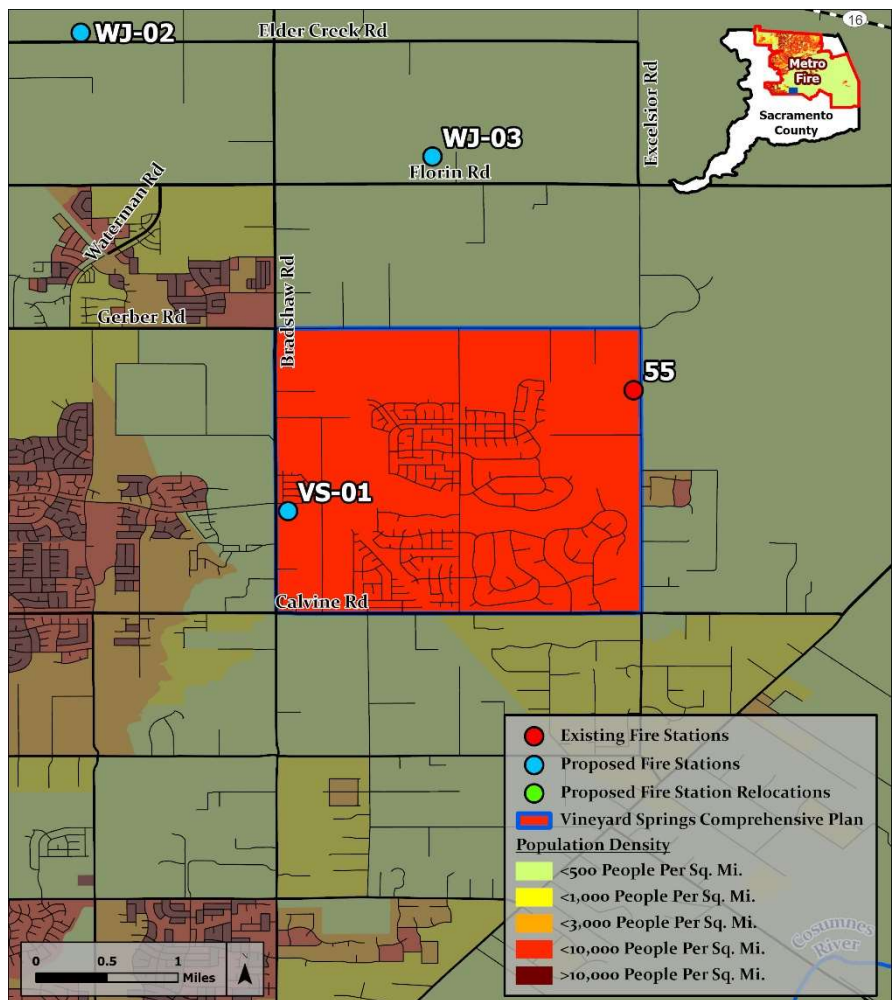 WJ-02
Elder Creek Rd
16
Metro
Fire
Sacramento
County
Excelsior Rd
WJ-03
Florin Rd
Waterman Rd
Gerber Rd
Bradshaw Rd
55
VS-01
Calvine Rd
Existing Fire Stations
Proposed Fire Stations
Proposed Fire Station Relocations
Vineyard Springs Comprehensive Plan
Population Density
<500 People Per Sq. Mi.
<1,000 People Per Sq. Mi.
<3,000 People Per Sq. Mi.
<10,000 People Per Sq. Mi.
>10,000 People Per Sq. Mi.
Cosumnes
River
0 0.5 1
Miles